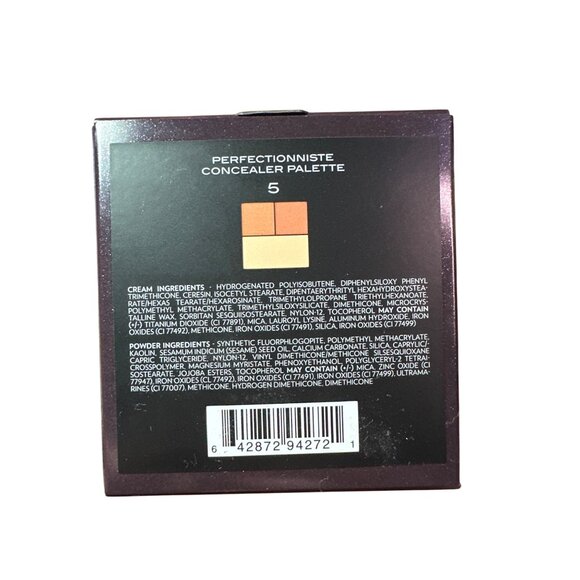 PERFECTIONNISTE
CONCEALER PALETTE
5
CREAM INGREDIENTS - HYDROGENATED POLYISOBUTENE, DIPHENYLSILOXY PHENYL
TRIMETHICONE, CERESIN, ISOCETYL STEARATE, DIPENTAERYTHRITYL HEXAHYDROXYSTEA-
RATE/HEXAS TEARATE/HEXAROSINATE, TRIMETHYLOLPROPANE TRIETHYLHEXANOATE,
POLYMETHYL METHACRYLATE, TRIMETHYLSILOXYSILICATE, DIMETHICONE, MICROCRYS-
TALLINE WAX, SORBITAN SESQUIISOSTEARATE, NYLON-12, TOCOPHEROL MAY CONTAIN
(+/-) TITANIUM DIOXIDE (CI 77891) MICA, LAUROYL LYSINE, ALUMINUM HYDROXIDE, IRON
OXIDES (CI 77492), METHICONE, IRON OXIDES (CI 77491), SILICA, IRON OXIDES (CI 77499)
POWDER INGREDIENTS - SYNTHETIC FLUORPHLOGOPITE, POLYMETHYL METHACRYLATE,
KAOLIN, SESAMUM INDICUM (SESAME) SEED OIL, CALCIUM CARBONATE, SILICA, CAPRYLIC/
CAPRIC TRIGLYCERIDE, NYLON-12, VINYL DIMETHICONE/METHICONE SILSESQUIOXANE
CROSSPOLYMER, MAGNESIUM MYRISTATE PHENOXYETHANOL, POLYGLYCERYL-2 TETRAI-
SOSTEARATE, JOJOBA ESTERS, TOCOPHEROL MAY CONTAIN (+/-) MICA, ZINC OXIDE (CI
77947), IRON OXIDES (CL 77492), IRON OXIDES (CI 77491), IRON OXIDES (CI 77499), ULTRAMA-
RINES (CI 77007), METHICONE, HYDROGEN DIMETHICONE, DIMETHICONE
6 42872 94272 1